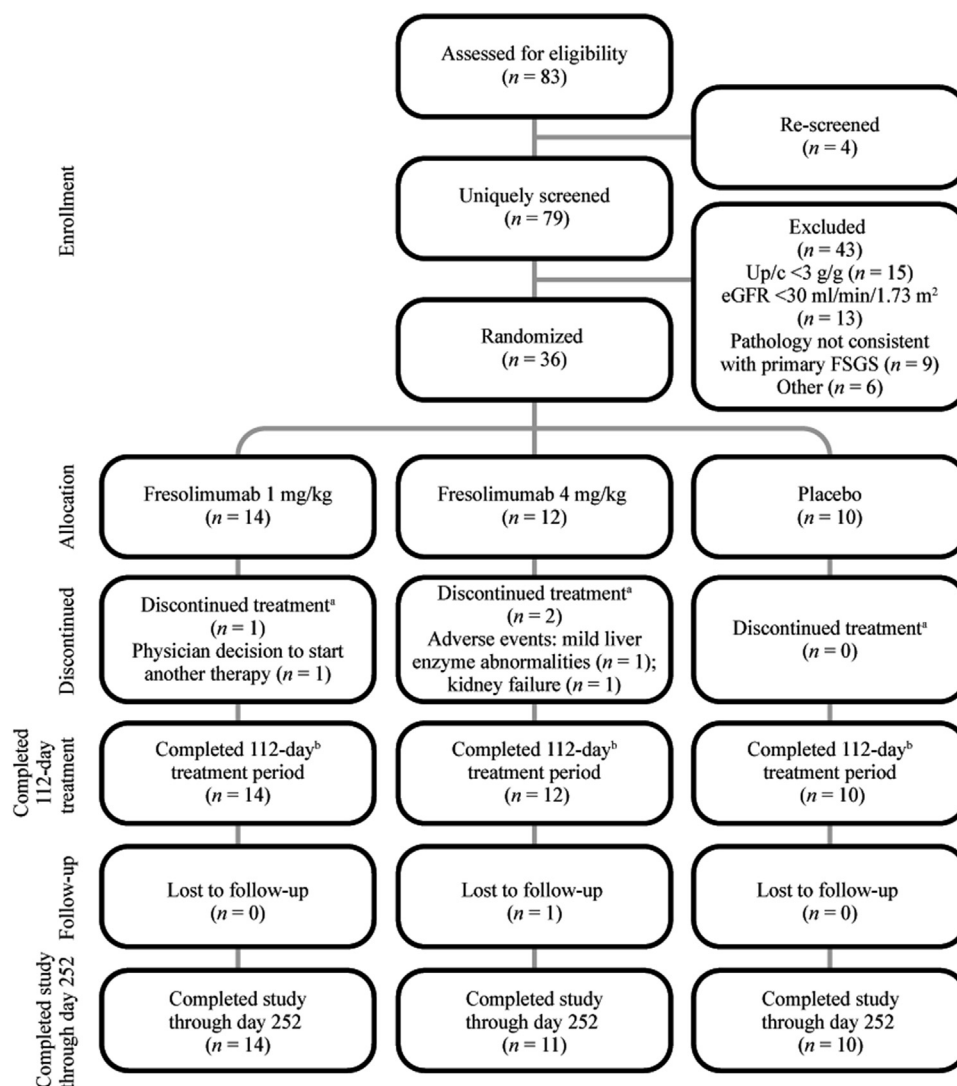 Assessed for eligibility
(n = 83)
Re-screened
(n = 4)
Enrollment
Uniquely screened
(n = 79)
Excluded
(n = 43)
Up/c <3 g/g (n = 15)
eGFR <30 ml/min/1.73 m²
(n = 13)
Pathology not consistent
with primary FSGS (n = 9)
Other (n = 6)
Randomized
(n = 36)
Allocation
Fresolimumab 1 mg/kg
(n = 14)
Fresolimumab 4 mg/kg
(n = 12)
Placebo
(n = 10)
Discontinued
Discontinued treatmentᵃ
(n = 1)
Physician decision to start
another therapy (n = 1)
Discontinued treatmentᵃ
(n = 2)
Adverse events: mild liver
enzyme abnormalities (n = 1);
kidney failure (n = 1)
Discontinued treatmentᵃ
(n = 0)
Completed
112-day
treatment
Completed 112-dayᵇ
treatment period
(n = 14)
Completed 112-dayᵇ
treatment period
(n = 12)
Completed 112-dayᵇ
treatment period
(n = 10)
Follow-up
Lost to follow-up
(n = 0)
Lost to follow-up
(n = 1)
Lost to follow-up
(n = 0)
Completed study
through day 252
Completed study
through day 252
(n = 14)
Completed study
through day 252
(n = 11)
Completed study
through day 252
(n = 10)